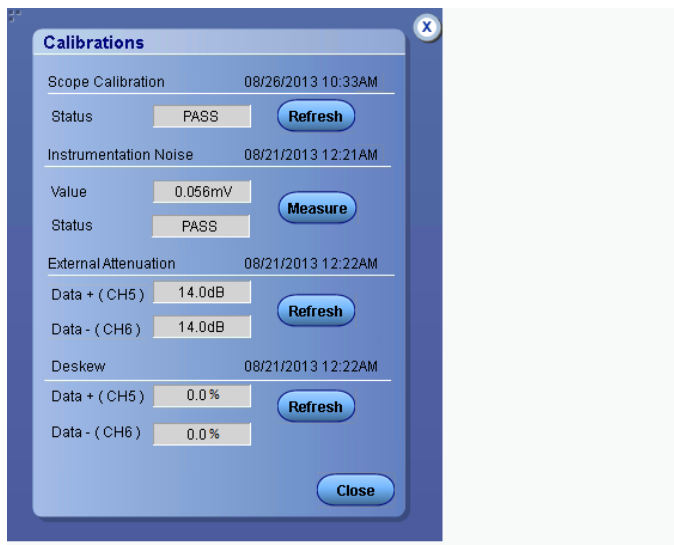 X
Calibrations
Scope Calibration 08/26/2013 10:33AM
Status PASS Refresh
Instrumentation Noise 08/21/2013 12:21AM
Value 0.056mV
Measure
Status PASS
External Attenuation 08/21/2013 12:22AM
Data + ( CH5 ) 14.0dB
Refresh
Data - ( CH6 ) 14.0dB
Deskew 08/21/2013 12:22AM
Data + ( CH5 ) 0.0%
Refresh
Data - ( CH6 ) 0.0%
Close